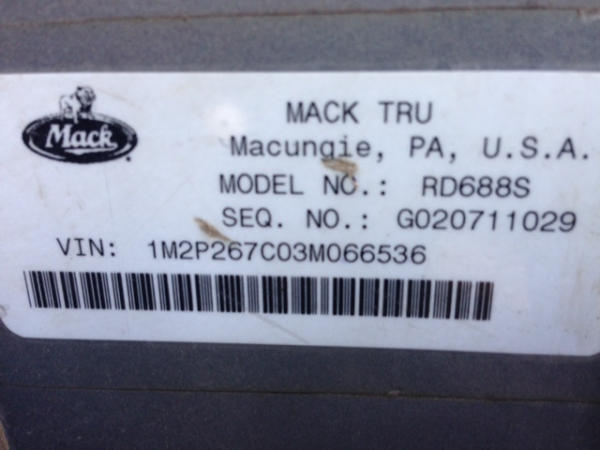 Mack
MACK TRU
Macungie, PA, U.S.A.
MODEL NO.: RD688S
SEQ. NO.: G020711029
VIN: 1M2P267C03M066536